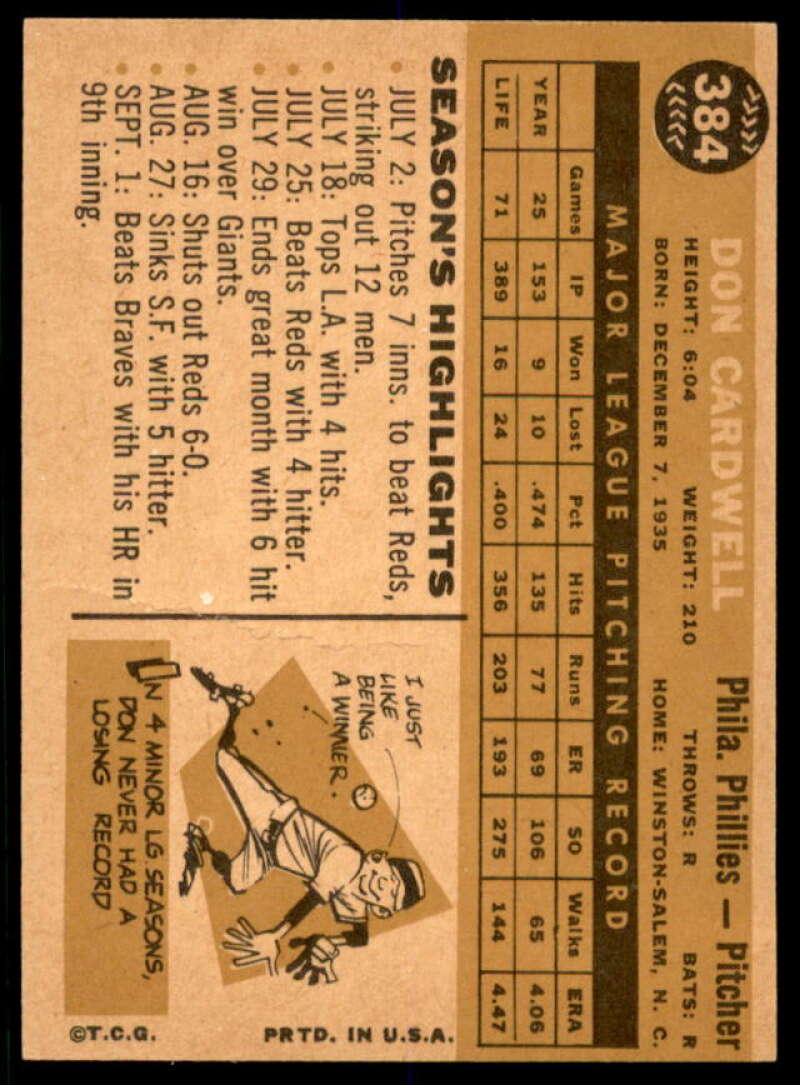 384
DON CARDWELL Phila. Phillies — Pitcher
HEIGHT: 6:04 WEIGHT: 210 THROWS: R BATS: R
BORN: DECEMBER 7, 1935 HOME: WINSTON-SALEM, N. C.
MAJOR LEAGUE PITCHING RECORD
Games IP Won Lost Pct Hits Runs ER SO Walks ERA
YEAR 25 153 9 10 .474 135 77 69 106 65 4.06
LIFE 71 389 16 24 .400 356 203 193 275 144 4.47
SEASON'S HIGHLIGHTS
• JULY 2: Pitches 7 inns. to beat Reds,
striking out 12 men.
• JULY 18: Tops L.A. with 4 hits.
• JULY 25: Beats Reds with 4 hitter.
• JULY 29: Ends great month with 6 hit
win over Giants.
• AUG. 16: Shuts out Reds 6-0.
• AUG. 27: Sinks S.F. with 5 hitter.
• SEPT. 1: Beats Braves with his HR in
9th inning.
I JUST
LIKE
BEING
A WINNER.
IN 4 MINOR LG SEASONS,
DON NEVER HAD A
LOSING RECORD
©T.C.G. PRTD. IN U.S.A.